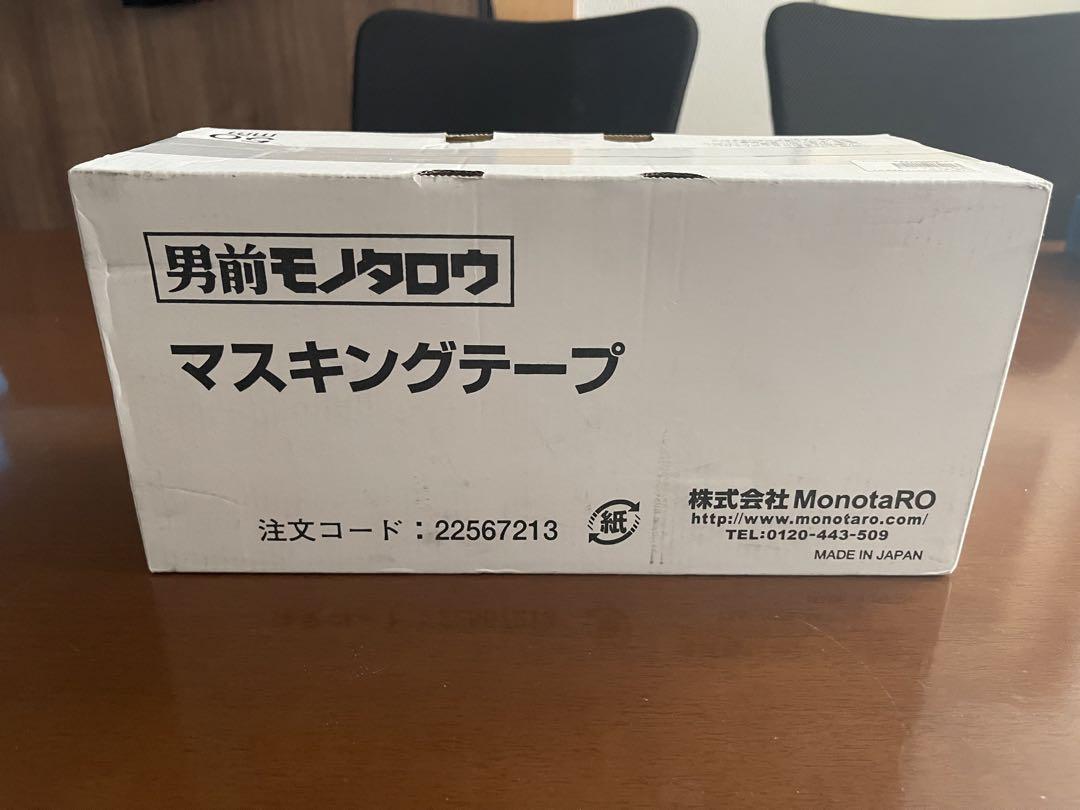 男前モノタロウ
マスキングテープ
注文コード：22567213
紙
株式会社MonotaRO
http://www.monotaro.com/
TEL:0120-443-509
MADE IN JAPAN